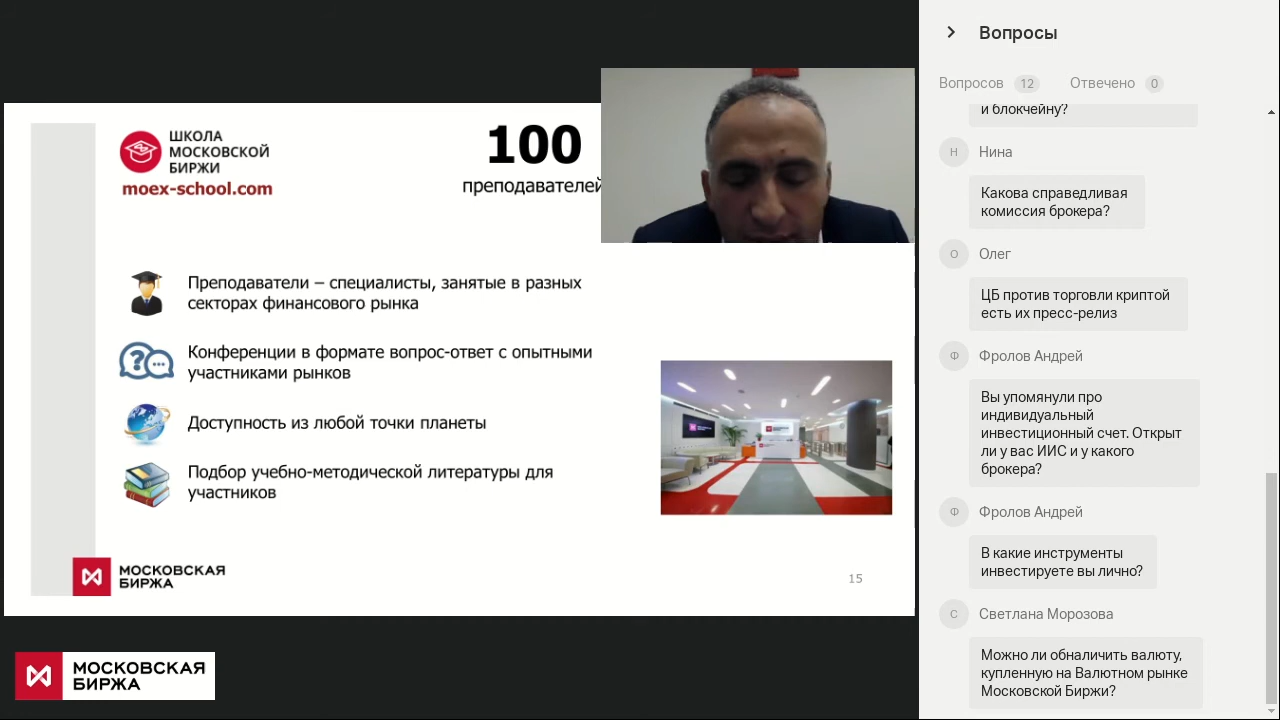 ШКОЛА
МОСКОВСКОЙ
БИРЖИ
moex-school.com
100
преподавателей
Преподаватели – специалисты, занятые в разных
секторах финансового рынка
Конференции в формате вопрос-ответ с опытными
участниками рынков
Доступность из любой точки планеты
Подбор учебно-методической литературы для
участников
МОСКОВСКАЯ
БИРЖА
15
МОСКОВСКАЯ
БИРЖА
Вопросы
Вопросов 12 Отвечено 0
и блокчейну?
Н Нина
Какова справедливая
комиссия брокера?
О Олег
ЦБ против торговли криптой
есть их пресс-релиз
Ф Фролов Андрей
Вы упомянули про
индивидуальный
инвестиционный счет. Открыт
ли у вас ИИС и у какого
брокера?
Ф Фролов Андрей
В какие инструменты
инвестируете вы лично?
С Светлана Морозова
Можно ли обналичить валюту,
купленную на Валютном рынке
Московской Биржи?